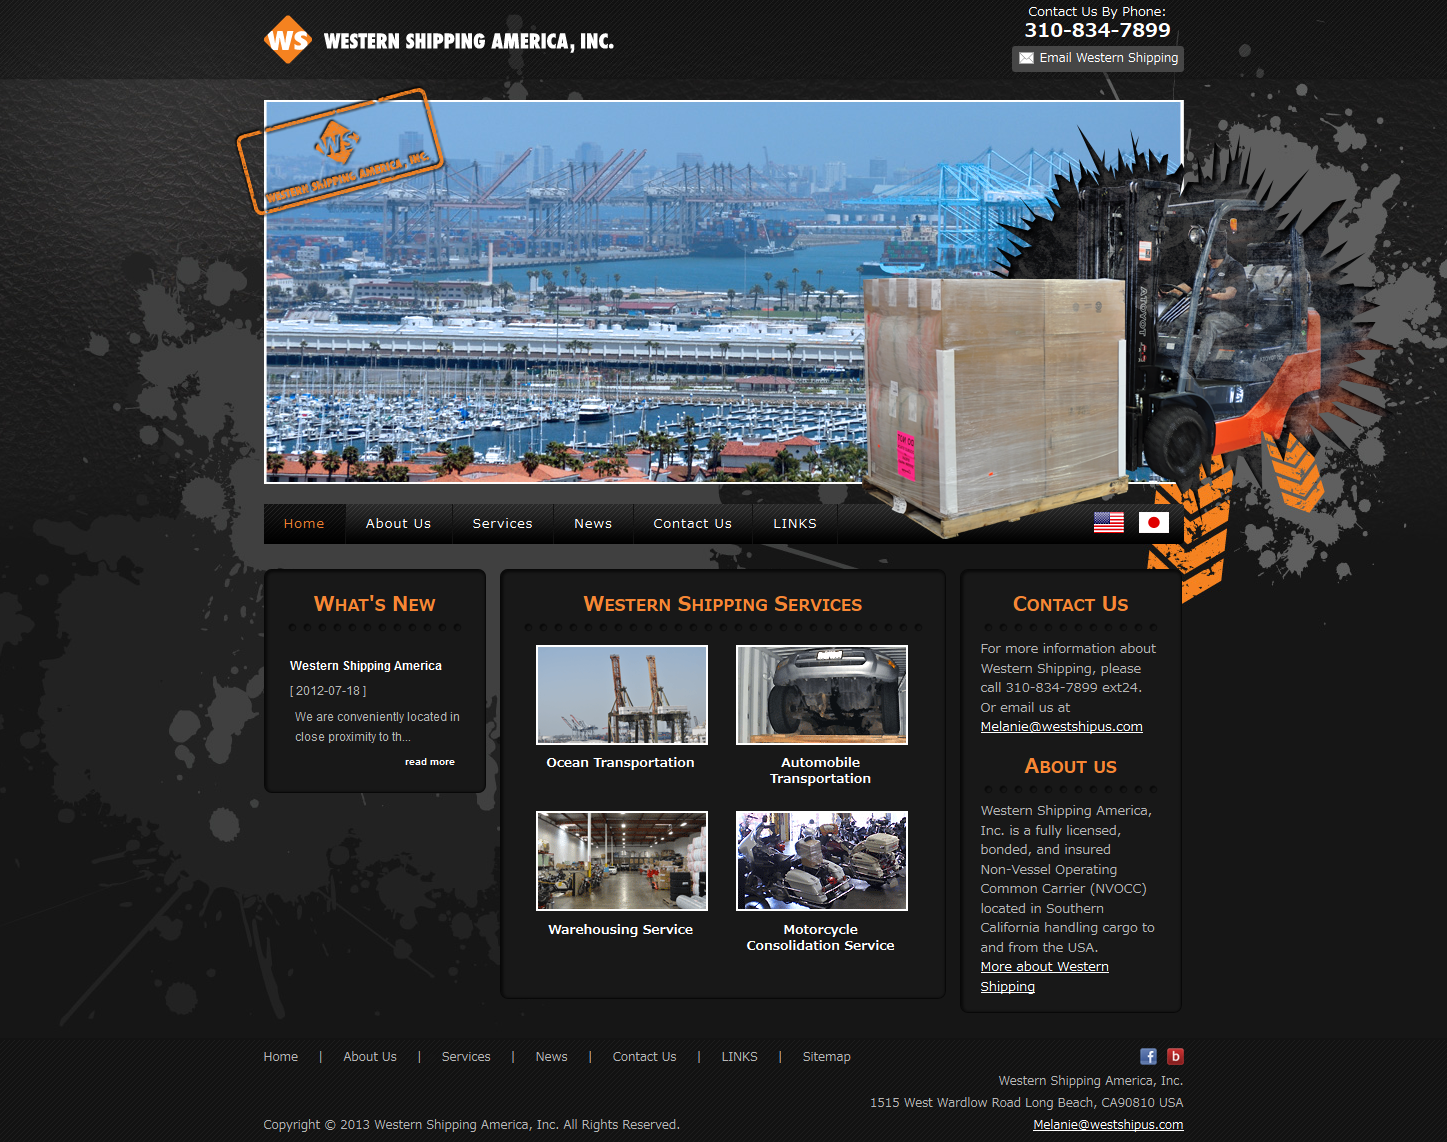 WS WESTERN SHIPPING AMERICA, INC.
Contact Us By Phone:
310-834-7899
Email Western Shipping
WS
WESTERN SHIPPING AMERICA, INC.
Home
About Us
Services
News
Contact Us
LINKS
What's New
Western Shipping America
[ 2012-07-18 ]
We are conveniently located in
close proximity to th...
read more
Western Shipping Services
Ocean Transportation
Automobile
Transportation
Warehousing Service
Motorcycle
Consolidation Service
Contact Us
For more information about
Western Shipping, please
call 310-834-7899 ext24.
Or email us at
Melanie@westshipus.com
About us
Western Shipping America,
Inc. is a fully licensed,
bonded, and insured
Non-Vessel Operating
Common Carrier (NVOCC)
located in Southern
California handling cargo to
and from the USA.
More about Western
Shipping
Home | About Us | Services | News | Contact Us | LINKS | Sitemap
Western Shipping America, Inc.
1515 West Wardlow Road Long Beach, CA90810 USA
Copyright © 2013 Western Shipping America, Inc. All Rights Reserved.
Melanie@westshipus.com